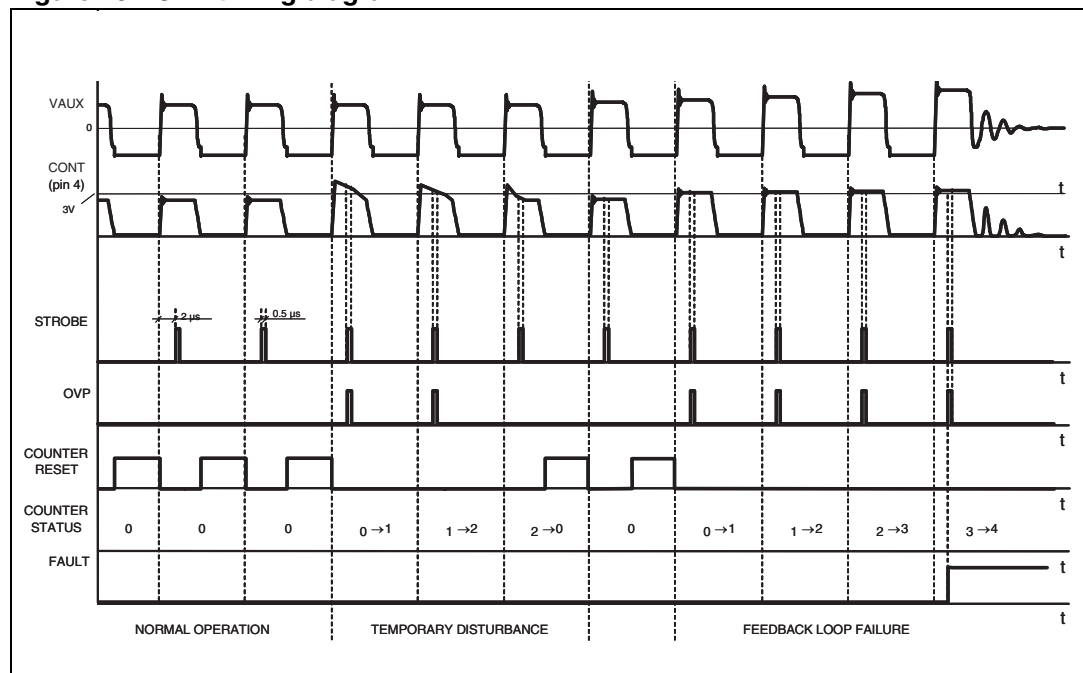 VAUX
0
CONT
(pin 4)
3V
t
t
2 µs
0.5 µs
STROBE
t
OVP
t
COUNTER
RESET
t
COUNTER
STATUS
0 0 0 0→1 1→2 2→0 0 0→1 1→2 2→3 3→4
t
FAULT
t
NORMAL OPERATION TEMPORARY DISTURBANCE FEEDBACK LOOP FAILURE
t